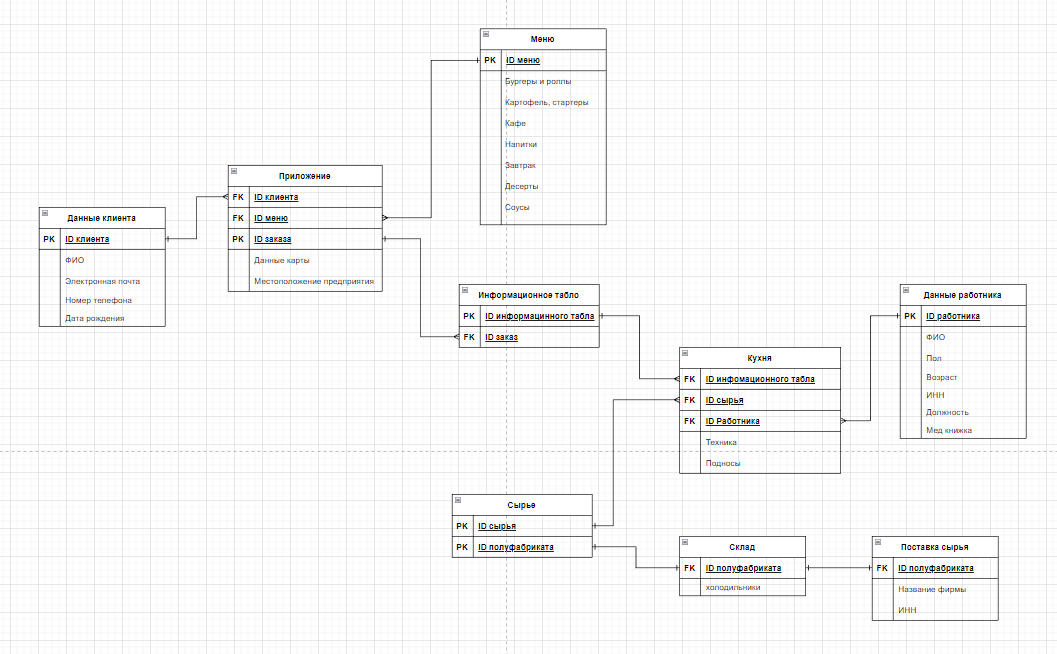 Меню
PK ID меню
Бургеры и роллы
Картофель, стартеры
Кафе
Напитки
Завтрак
Десерты
Соусы
Приложение
FK ID клиента
FK ID меню
PK ID заказа
Данные карты
Местоположение предприятия
Данные клиента
PK ID клиента
ФИО
Электронная почта
Номер телефона
Дата рождения
Информационное табло
PK ID информацинного табла
FK ID заказ
Данные работника
PK ID работника
ФИО
Пол
Возраст
ИНН
Должность
Мед книжка
Кухня
FK ID инфомационного табла
FK ID сырья
FK ID Работника
Техника
Подносы
Сырье
PK ID сырья
PK ID полуфабриката
Склад
FK ID полуфабриката
холодильники
Поставка сырья
FK ID полуфабриката
Название фирмы
ИНН